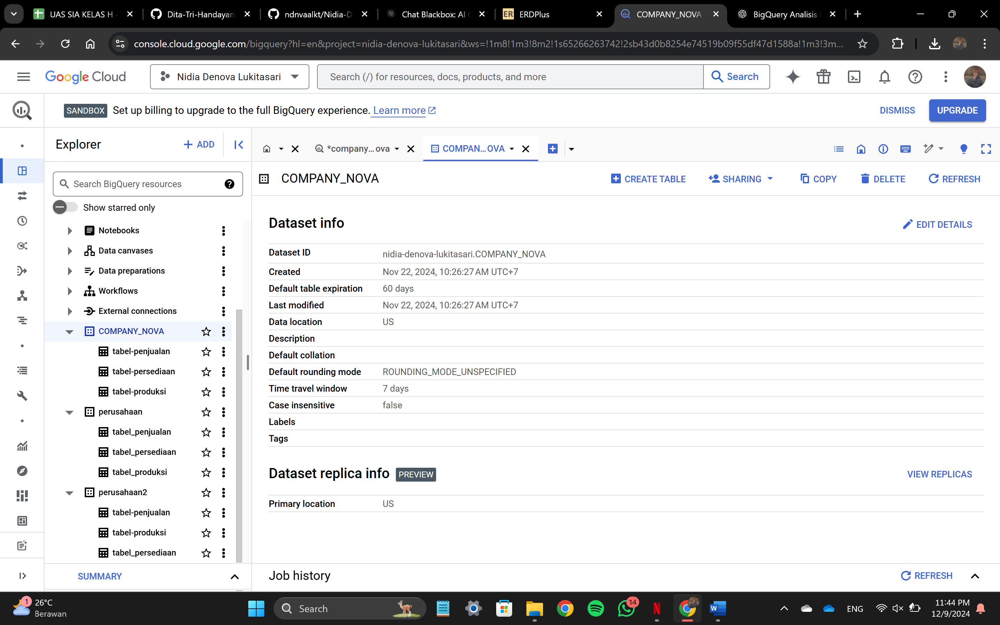 UAS SIA KELAS H -
Dita-Tri-Handayani
ndnvaalkt/Nidia-D
Chat Blackbox: AI C
ER ERDPlus
COMPANY_NOVA
BigQuery Analisis
console.cloud.google.com/bigquery?hl=en&project=nidia-denova-lukitasari&ws=!1m8!1m3!8m2!1s65266263742!2sb43d0b8254e74519b09f55df47d1588a!1m3!3m...
Google Cloud
Nidia Denova Lukitasari
Search (/) for resources, docs, products, and more
Search
SANDBOX Set up billing to upgrade to the full BigQuery experience. Learn more
DISMISS
UPGRADE
Explorer
+ ADD
*company...ova
COMPAN...OVA
Search BigQuery resources
Show starred only
Notebooks
Data canvases
Data preparations
Workflows
External connections
COMPANY_NOVA
tabel-penjualan
tabel-persediaan
tabel-produksi
perusahaan
tabel_penjualan
tabel_persediaan
tabel_produksi
perusahaan2
tabel-penjualan
tabel-produksi
tabel_persediaan
SUMMARY
COMPANY_NOVA
CREATE TABLE
SHARING
COPY
DELETE
REFRESH
Dataset info
EDIT DETAILS
Dataset ID nidia-denova-lukitasari.COMPANY_NOVA
Created Nov 22, 2024, 10:26:27 AM UTC+7
Default table expiration 60 days
Last modified Nov 22, 2024, 10:26:27 AM UTC+7
Data location US
Description
Default collation
Default rounding mode ROUNDING_MODE_UNSPECIFIED
Time travel window 7 days
Case insensitive false
Labels
Tags
Dataset replica info PREVIEW
VIEW REPLICAS
Primary location US
Job history
REFRESH
1
26°C
Berawan
Search
14
ENG
11:44 PM
12/9/2024